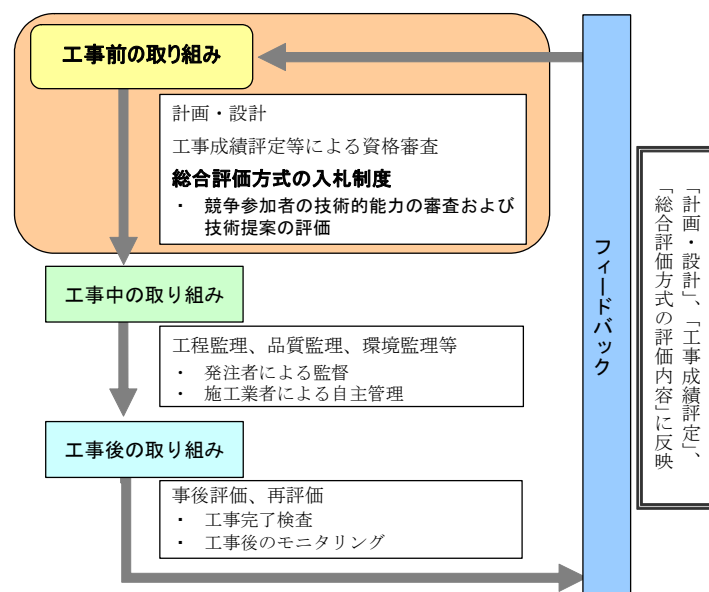 工事前の取り組み
計画・設計
工事成績評定等による資格審査
総合評価方式の入札制度
・ 競争参加者の技術的能力の審査および
技術提案の評価
工事中の取り組み
工程監理、品質監理、環境監理等
・ 発注者による監督
・ 施工業者による自主管理
工事後の取り組み
事後評価、再評価
・ 工事完了検査
・ 工事後のモニタリング
フィードバック
「計画・設計」、「工事成績評定」、
「総合評価方式の評価内容」に反映